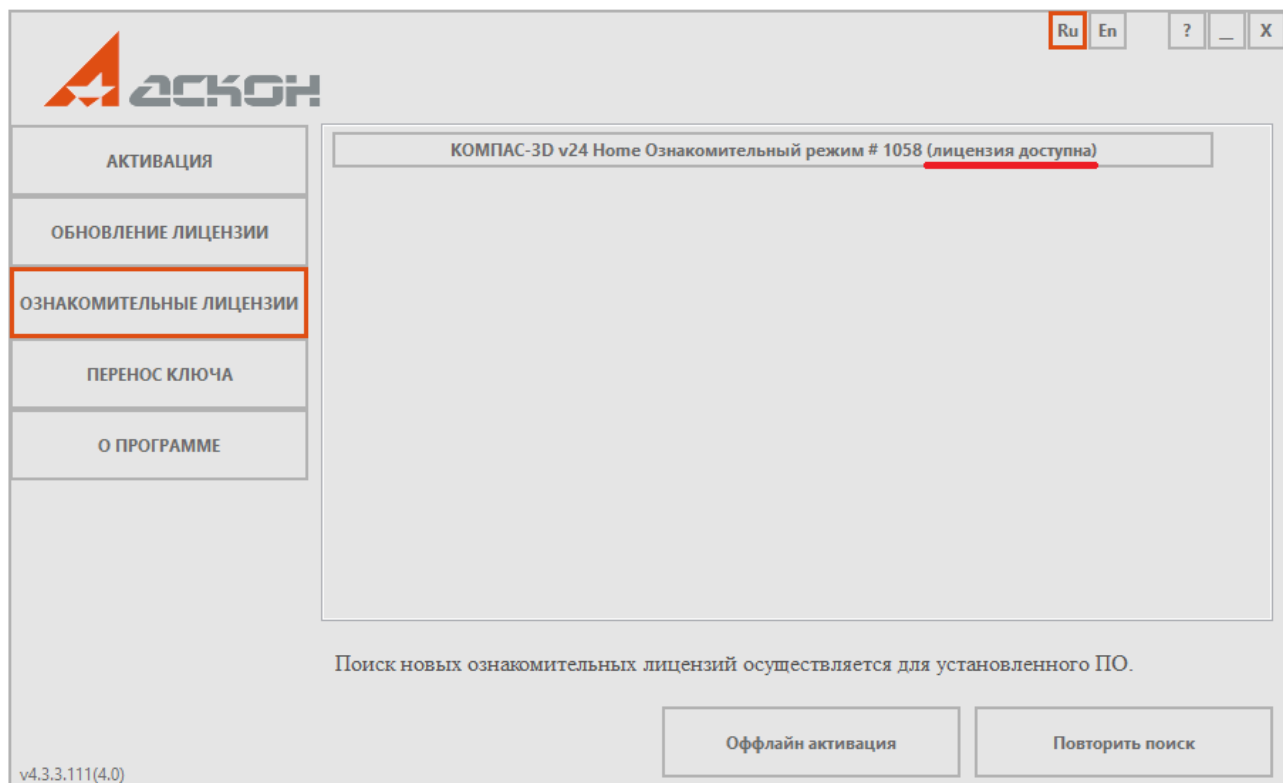 Ru En ? _ X
АСКОН
АКТИВАЦИЯ
КОМПАС-3D v24 Home Ознакомительный режим # 1058 (лицензия доступна)
ОБНОВЛЕНИЕ ЛИЦЕНЗИИ
ОЗНАКОМИТЕЛЬНЫЕ ЛИЦЕНЗИИ
ПЕРЕНОС КЛЮЧА
О ПРОГРАММЕ
Поиск новых ознакомительных лицензий осуществляется для установленного ПО.
Оффлайн активация
Повторить поиск
v4.3.3.111(4.0)